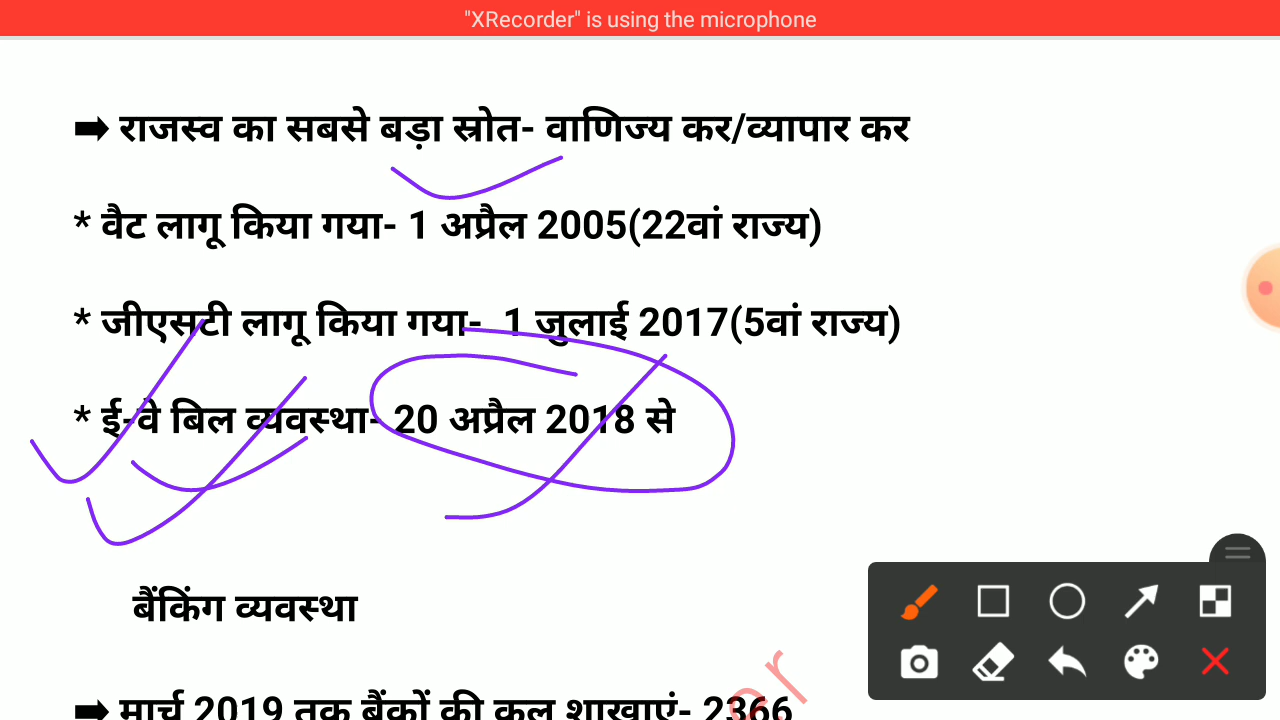 "XRecorder" is using the microphone
➡ राजस्व का सबसे बड़ा स्रोत- वाणिज्य कर/व्यापार कर
* वैट लागू किया गया- 1 अप्रैल 2005(22वां राज्य)
* जीएसटी लागू किया गया- 1 जुलाई 2017(5वां राज्य)
* ई-वे बिल व्यवस्था- 20 अप्रैल 2018 से
बैंकिंग व्यवस्था
➡ मार्च 2019 तक बैंकों की कुल शाखाएं- 2366